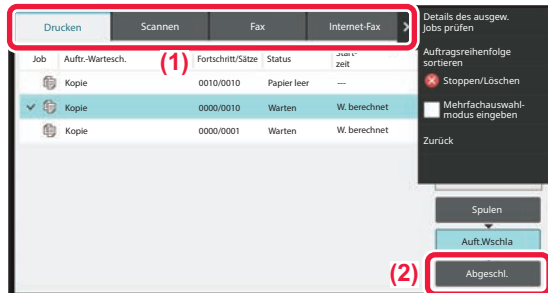 Drucken Scannen Fax Internet-Fax
(1)
Job Auftr.-Wartesch. Fortschritt/Sätze Status Start-
zeit
Kopie 0010/0010 Papier leer ---
Kopie 0000/0010 Warten W. berechnet
Kopie 0000/0001 Warten W. berechnet
Details des ausgew.
Jobs prüfen
Auftragsreihenfolge
sortieren
Stoppen/Löschen
Mehrfachauswahl-
modus eingeben
Zurück
Spulen
Auft.Wschla
(2)
Abgeschl.